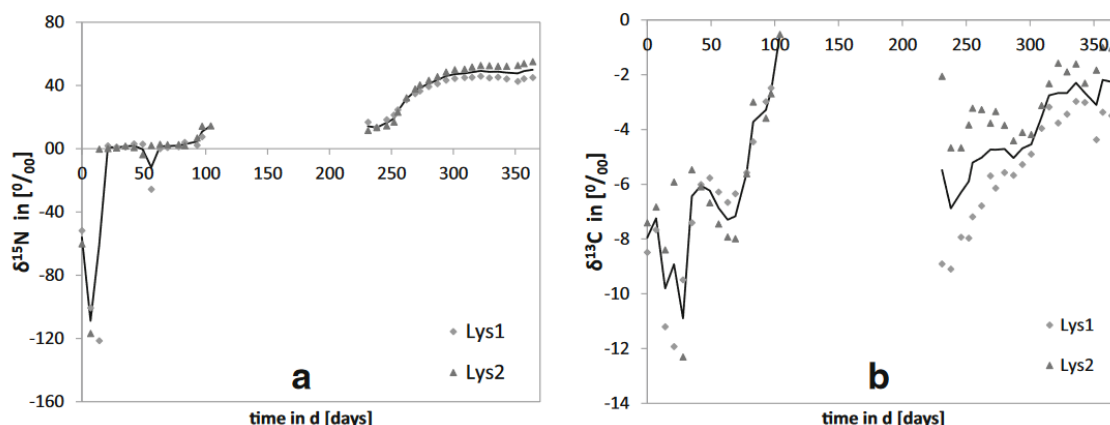 80
40
00
-40
-80
-120
-160
0 50 100 150 200 250 300 350
δ¹⁵N in [⁰/₀₀]
time in d [days]
Lys1
Lys2
a
0
-2
-4
-6
-8
-10
-12
-14
0 50 100 150 200 250 300 350
δ¹³C in [⁰/₀₀]
time in d [days]
Lys1
Lys2
b